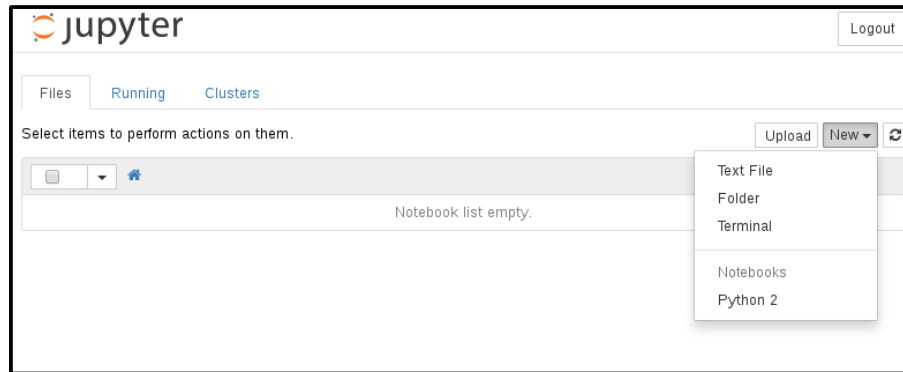 jupyter
Logout
Files Running Clusters
Select items to perform actions on them.
Upload New
Text File
Folder
Terminal
Notebook list empty.
Notebooks
Python 2